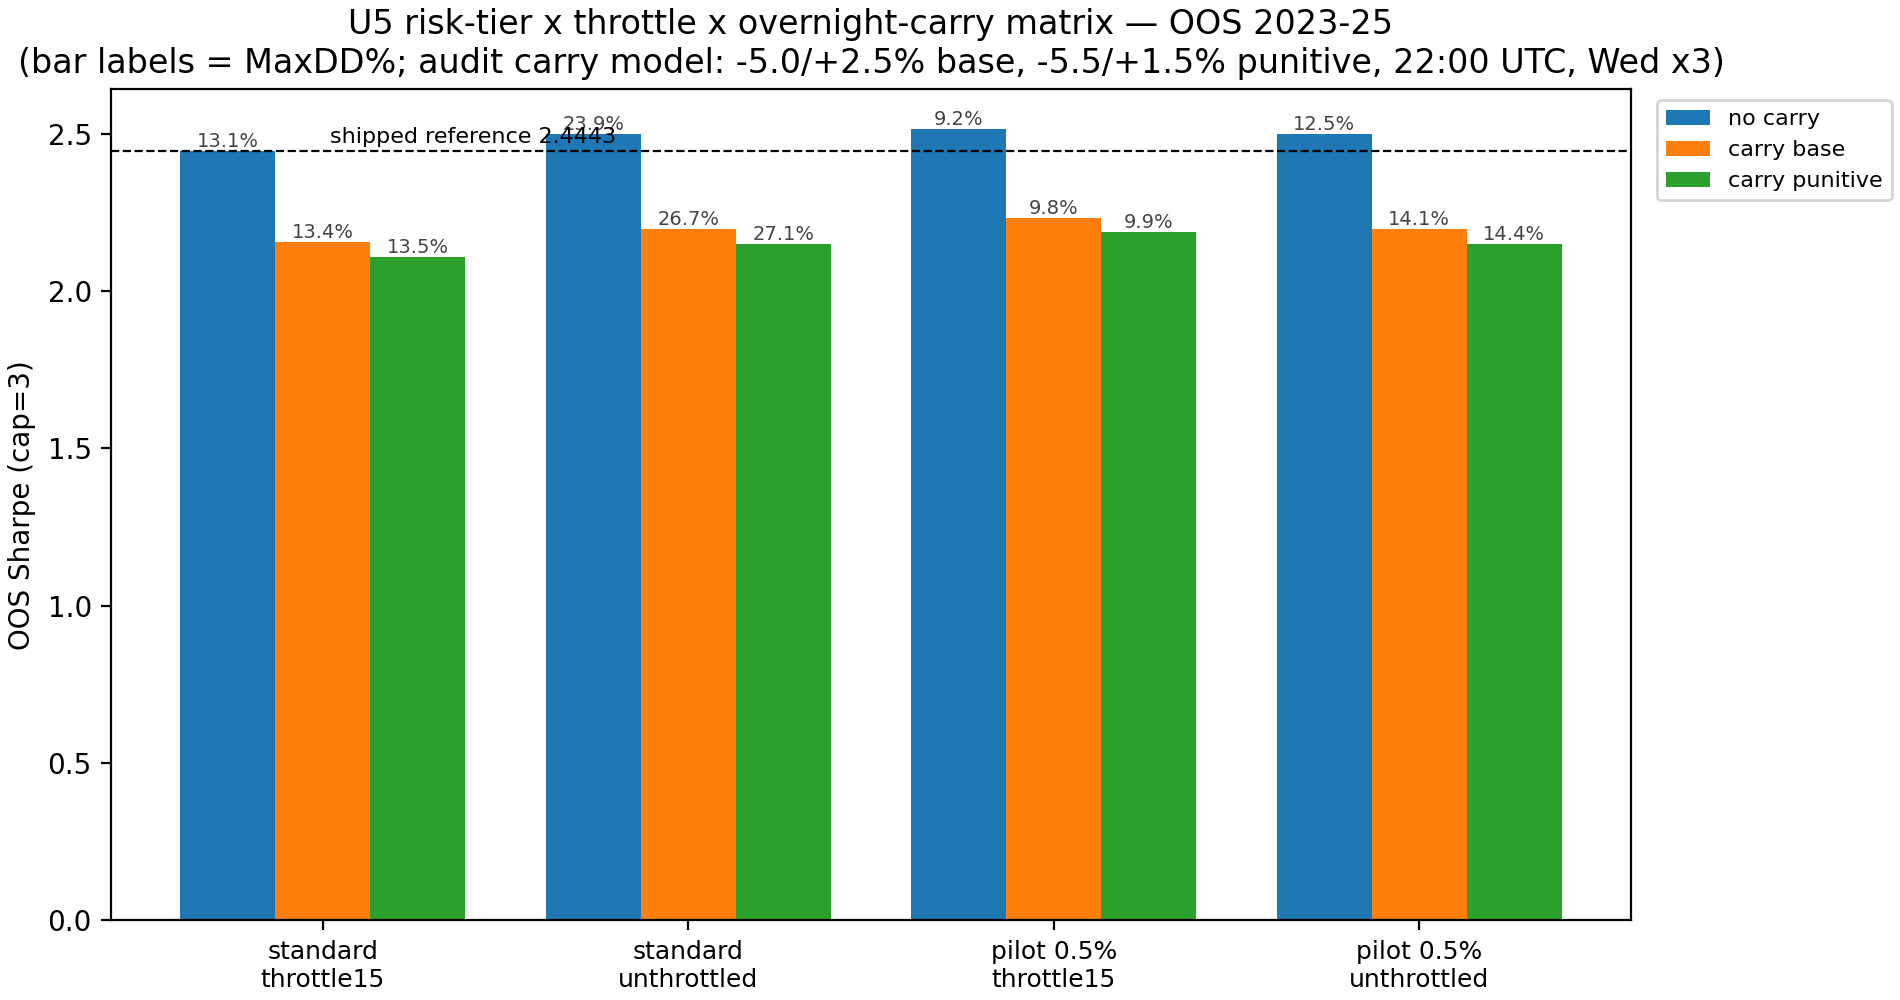 U5 risk-tier x throttle x overnight-carry matrix — OOS 2023-25
(bar labels = MaxDD%; audit carry model: -5.0/+2.5% base, -5.5/+1.5% punitive, 22:00 UTC, Wed x3)
no carry
carry base
carry punitive
OOS Sharpe (cap=3)
2.5
2.0
1.5
1.0
0.5
0.0
shipped reference 2.4443
13.1%
13.4%
13.5%
23.9%
26.7%
27.1%
9.2%
9.8%
9.9%
12.5%
14.1%
14.4%
standard
throttle15
standard
unthrottled
pilot 0.5%
throttle15
pilot 0.5%
unthrottled